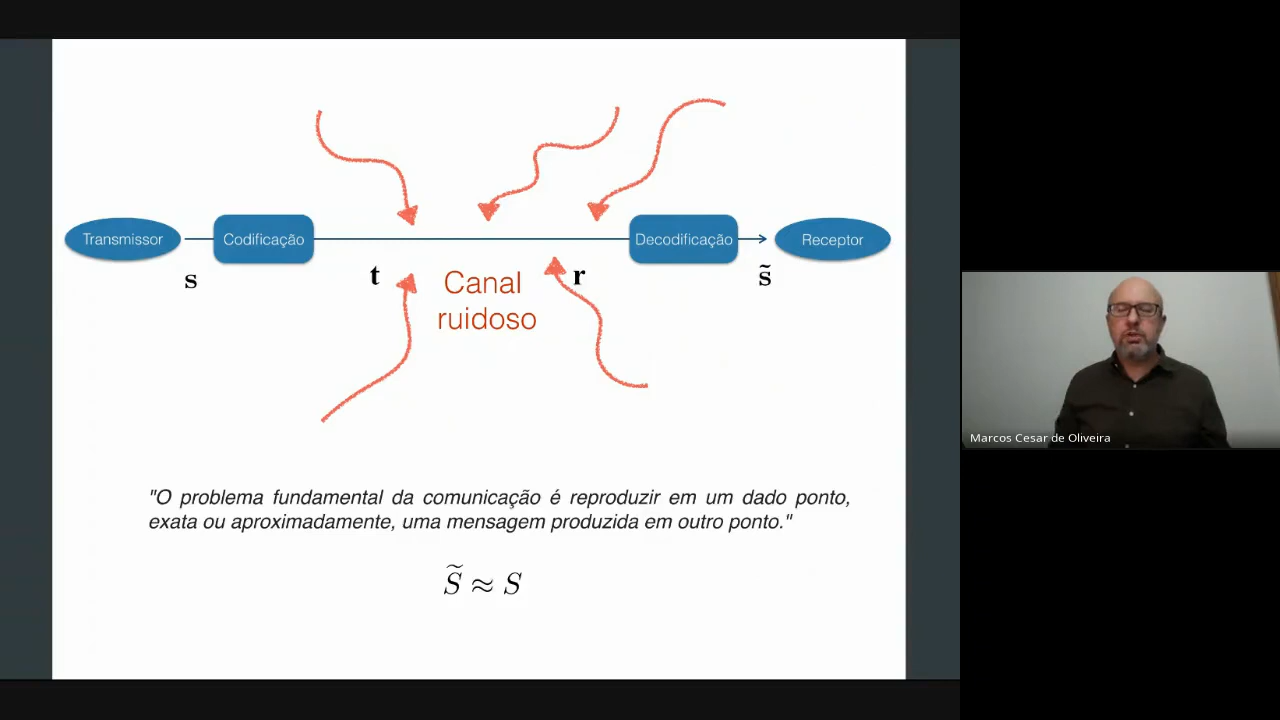 Transmissor
Codificação
Decodificação
Receptor
s
t
Canal
ruidoso
r
s̃
"O problema fundamental da comunicação é reproduzir em um dado ponto,
exata ou aproximadamente, uma mensagem produzida em outro ponto."
S̃ ≈ S
Marcos Cesar de Oliveira